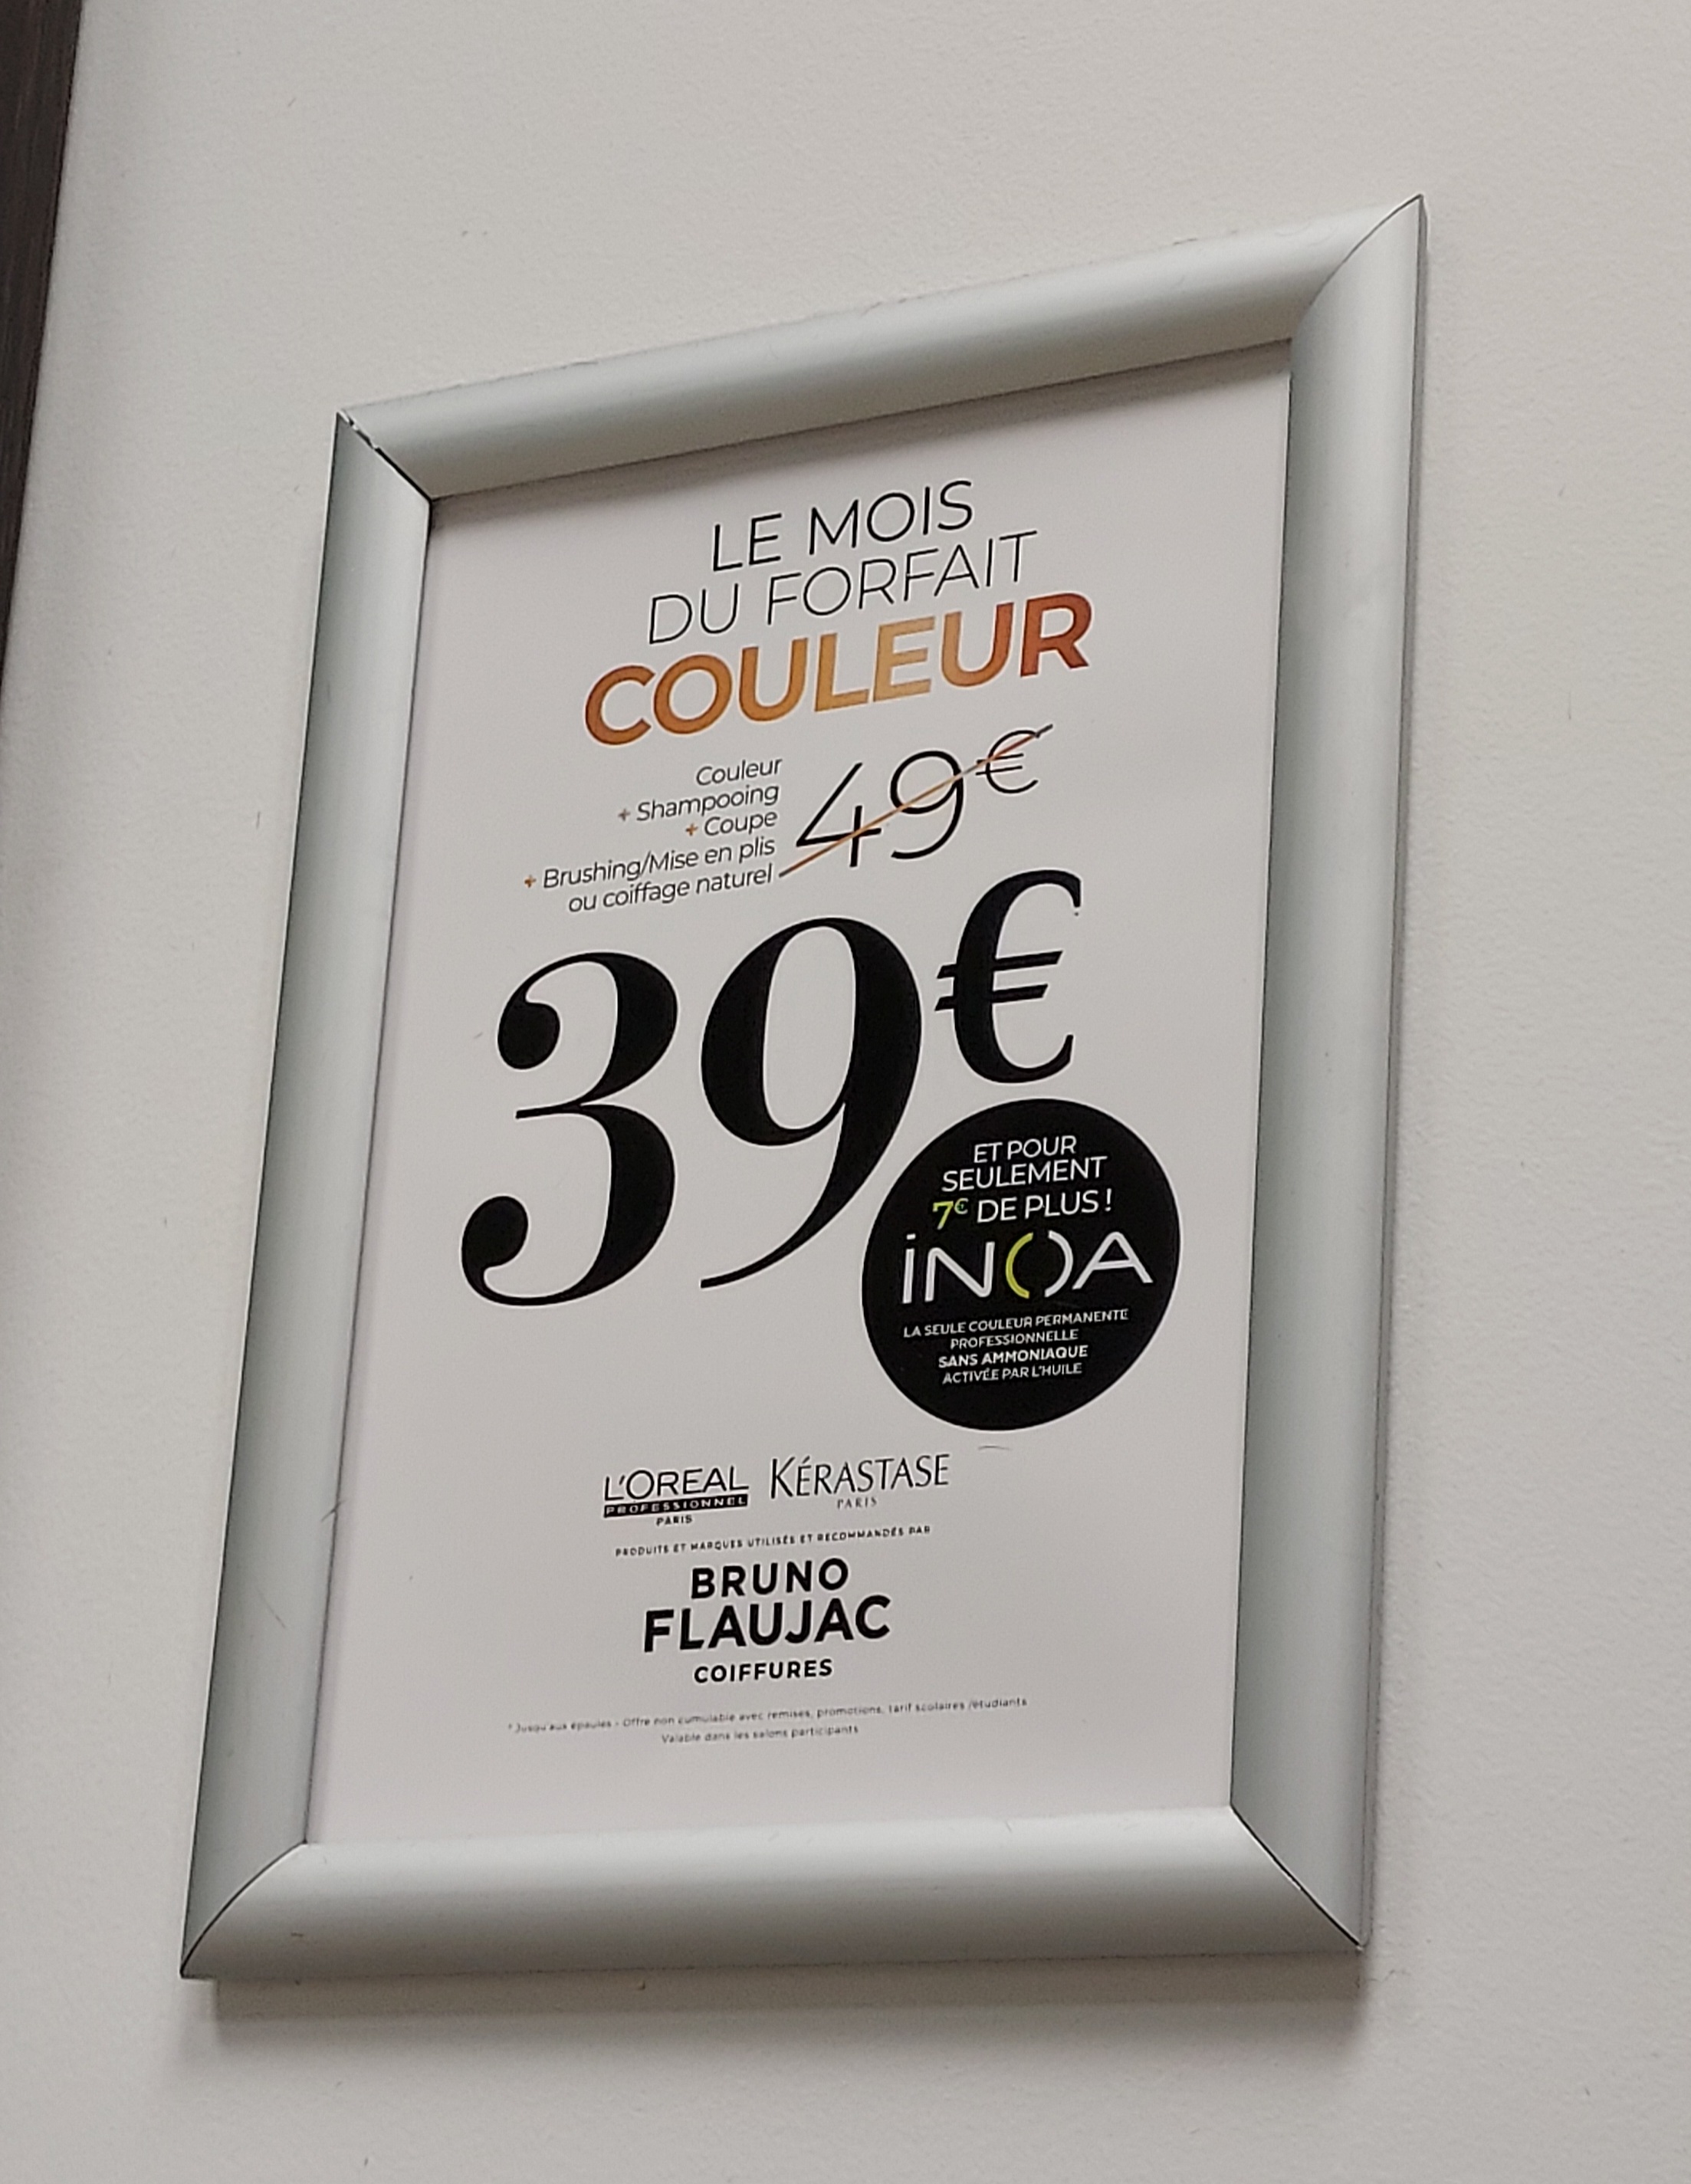 LE MOIS
DU FORFAIT
COULEUR
Couleur
+ Shampooing
+ Coupe
+ Brushing/Mise en plis
ou coiffage naturel
49€
39€
ET POUR
SEULEMENT
7€ DE PLUS !
iNOA
LA SEULE COULEUR PERMANENTE
PROFESSIONNELLE
SANS AMMONIAQUE
ACTIVÉE PAR L'HUILE
L'ORÉAL
PROFESSIONNEL
PARIS
KÉRASTASE
PARIS
PRODUITS ET MARQUES UTILISÉS ET RECOMMANDÉS PAR
BRUNO
FLAUJAC
COIFFURES
* Jusqu'aux épaules - Offre non cumulable avec remises, promotions, tarif scolaires /étudiants
Valable dans les salons participants